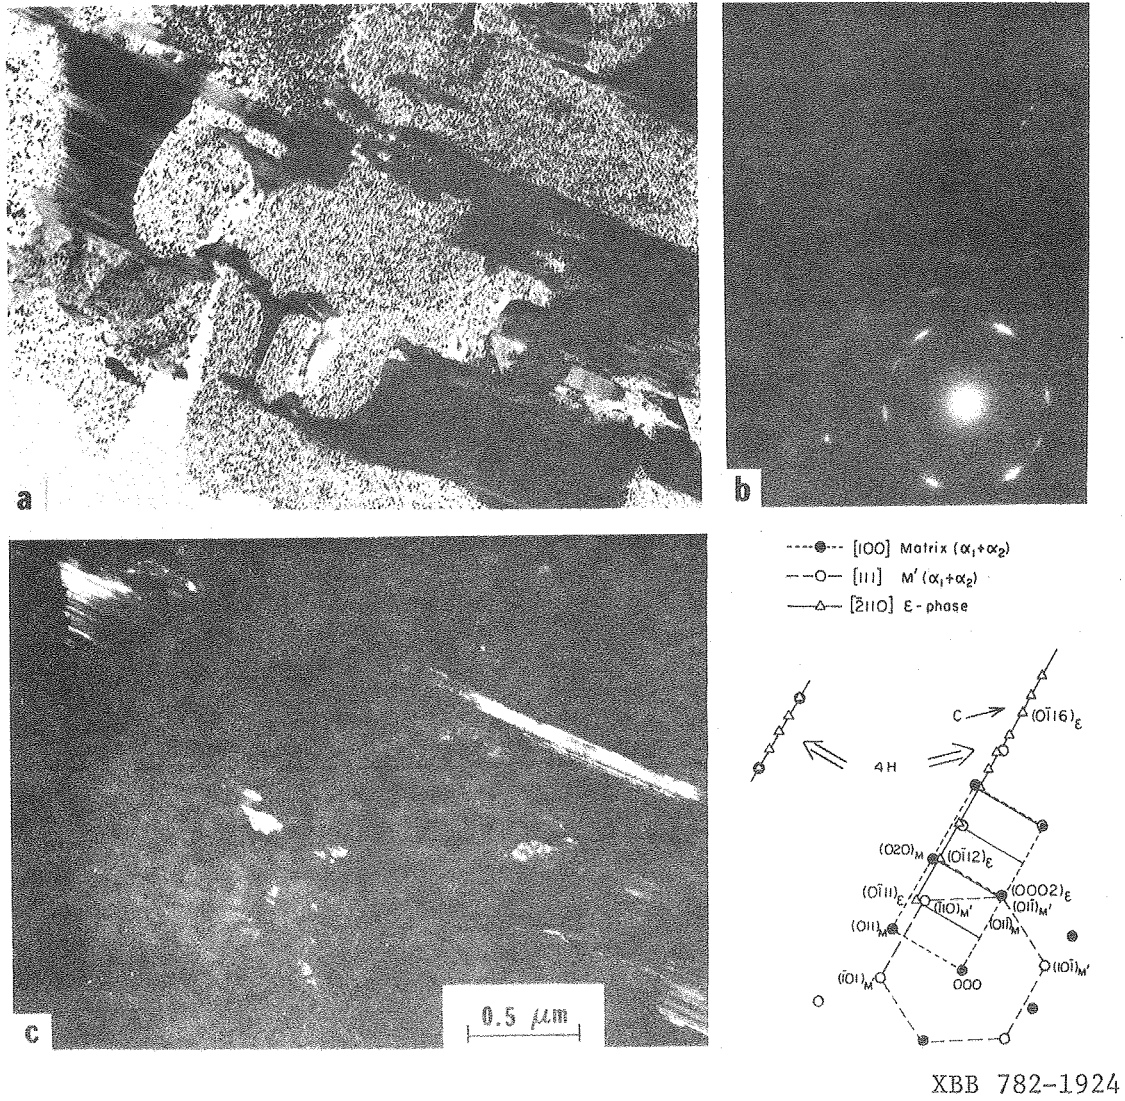 a
b
[100] Matrix (α₁+α₂)
[111] M' (α₁+α₂)
[2̄110] ε-phase
C
(01̄16)ε
4H
(020)M
(01̄12)ε
(01̄11)ε
(1̄10)M'
(0002)ε
(011̄)M'
(011̄)M
(011)M
(1̄01)M'
000
(101̄)M'
c
0.5 μm
XBB 782-1924